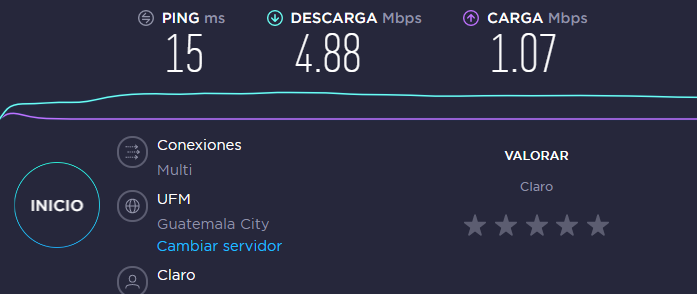 PING ms
DESCARGA Mbps
CARGA Mbps
15
4.88
1.07
Conexiones
Multi
VALORAR
Claro
INICIO
UFM
Guatemala City
Cambiar servidor
Claro